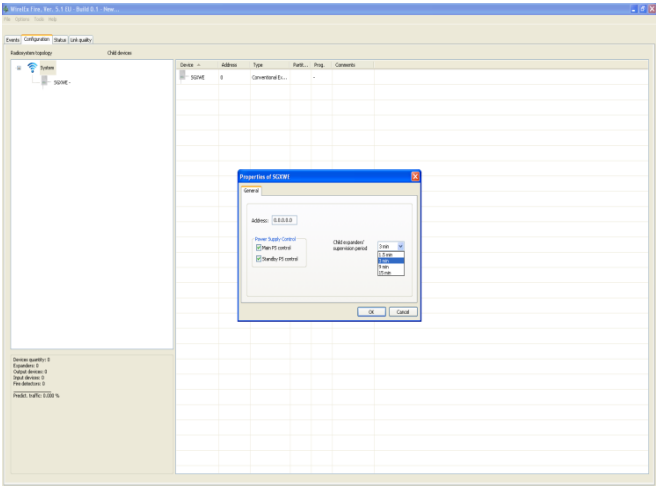 WireEx Fire. Ver. 5.1 EU - Build 0.1 - New...
File Options Tools Help
Events Configuration Status Link quality
Radiosystem topology Child devices
System
SGXWE -
Device Address Type Partit... Prog. Comments
SGXWE 0 Conventional Ex... -
Properties of SGXWE
General
Address: 0.0.0.0.0
Power Supply Control
Main PS control
Standby PS control
Child expanders'
supervision period
3 min
1.5 min
3 min
9 min
15 min
OK Cancel
Devices quantity: 0
Expanders: 0
Output devices: 0
Input devices: 0
Fire detectors: 0
Predict. traffic: 0.000 %